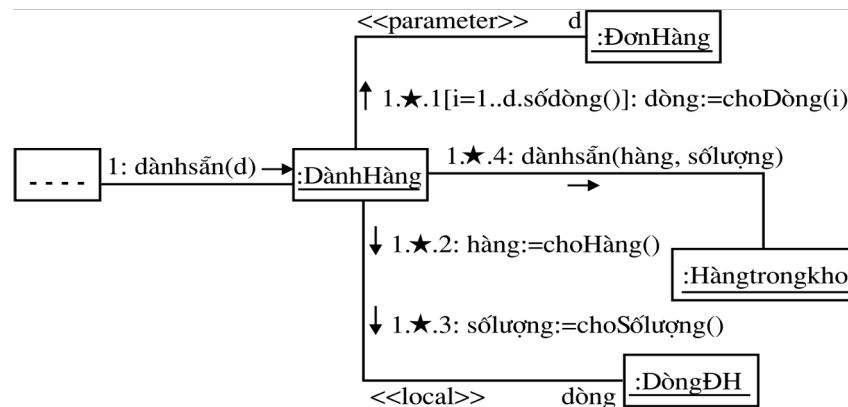 <<parameter>> d
:ĐơnHàng
1.★.1[i=1..d.sốdòng()]: dòng:=choDòng(i)
1: dànhsẵn(d)
:DànhHàng
1.★.4: dànhsẵn(hàng, sốlượng)
1.★.2: hàng:=choHàng()
:Hàngtrongkho
1.★.3: sốlượng:=choSốlượng()
:DòngĐH
<<local>> dòng